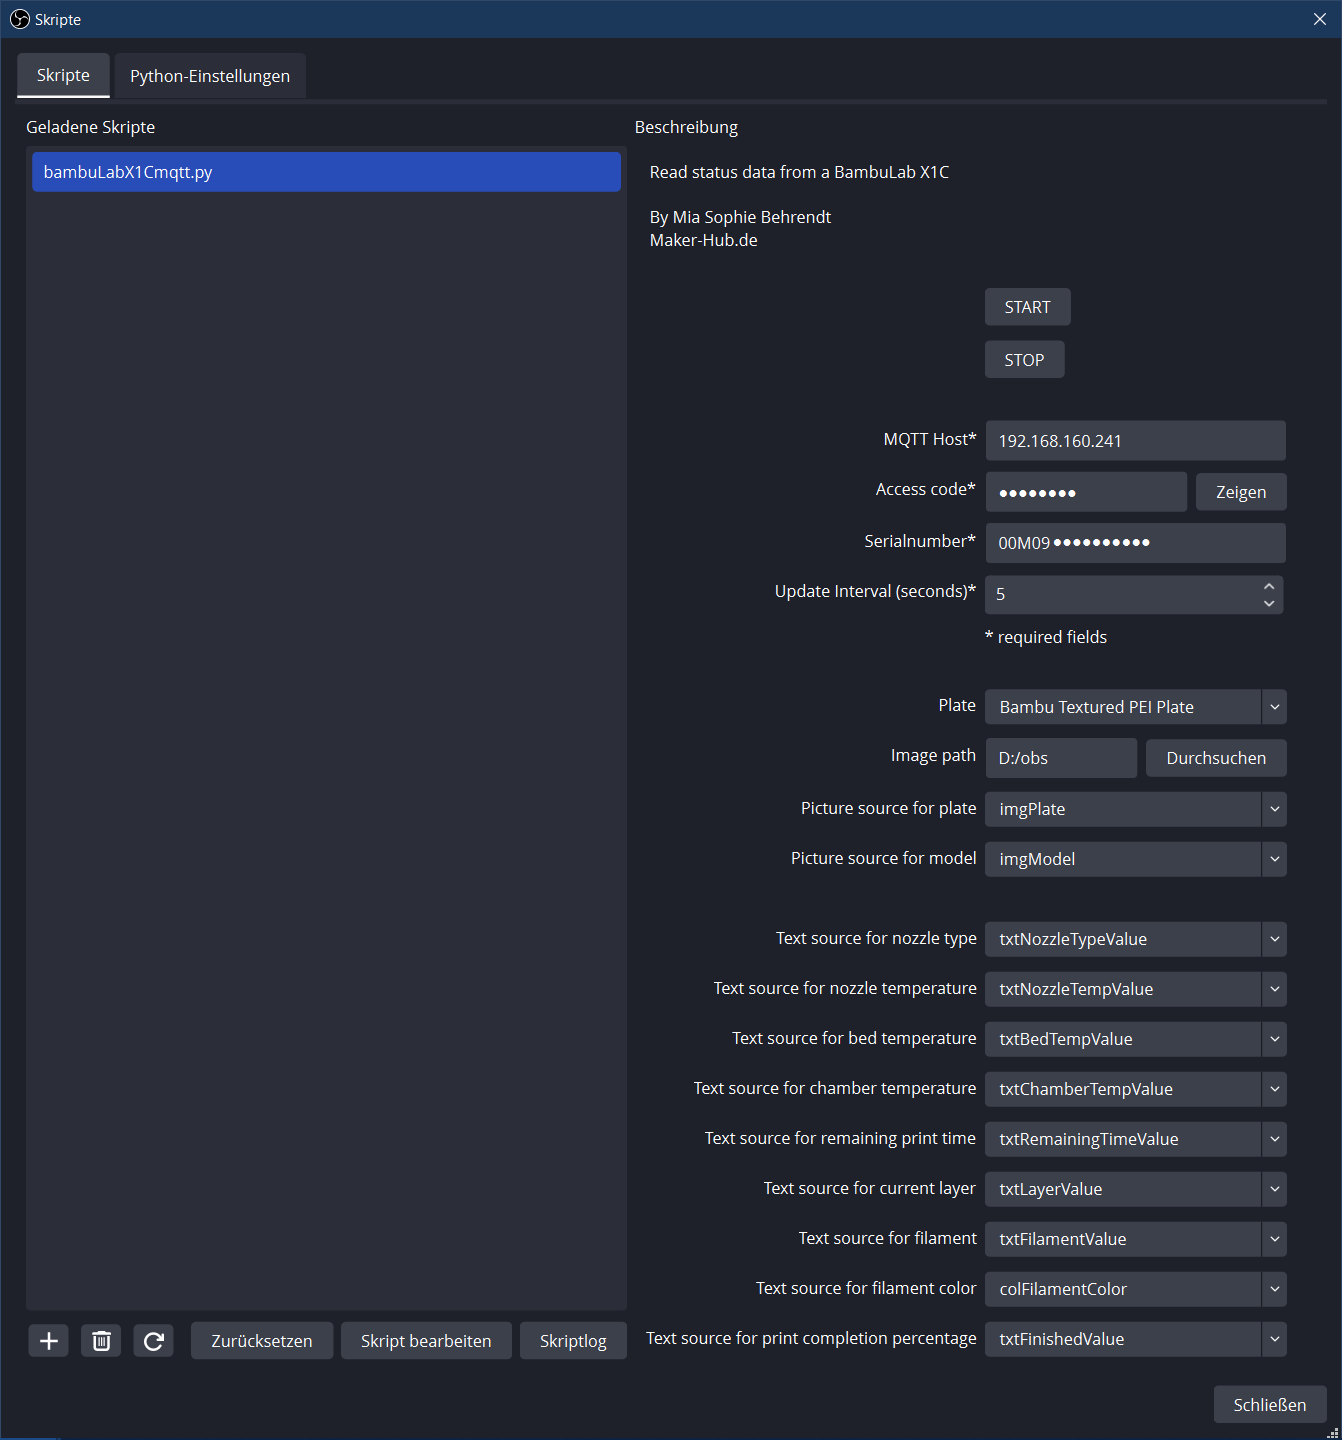 Skripte
Skripte
Python-Einstellungen
Geladene Skripte
bambuLabX1Cmqtt.py
Zurücksetzen
Skript bearbeiten
Skriptlog
Beschreibung
Read status data from a BambuLab X1C
By Mia Sophie Behrendt
Maker-Hub.de
START
STOP
MQTT Host* 192.168.160.241
Access code* ●●●●●●●● Zeigen
Serialnumber* 00M09●●●●●●●●●●
Update Interval (seconds)* 5
* required fields
Plate Bambu Textured PEI Plate
Image path D:/obs Durchsuchen
Picture source for plate imgPlate
Picture source for model imgModel
Text source for nozzle type txtNozzleTypeValue
Text source for nozzle temperature txtNozzleTempValue
Text source for bed temperature txtBedTempValue
Text source for chamber temperature txtChamberTempValue
Text source for remaining print time txtRemainingTimeValue
Text source for current layer txtLayerValue
Text source for filament txtFilamentValue
Text source for filament color colFilamentColor
Text source for print completion percentage txtFinishedValue
Schließen